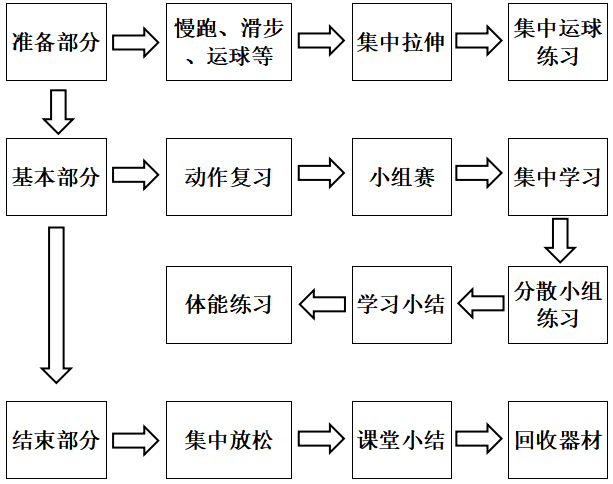 准备部分
慢跑、滑步
、运球等
集中拉伸
集中运球
练习
基本部分
动作复习
小组赛
集中学习
体能练习
学习小结
分散小组
练习
结束部分
集中放松
课堂小结
回收器材